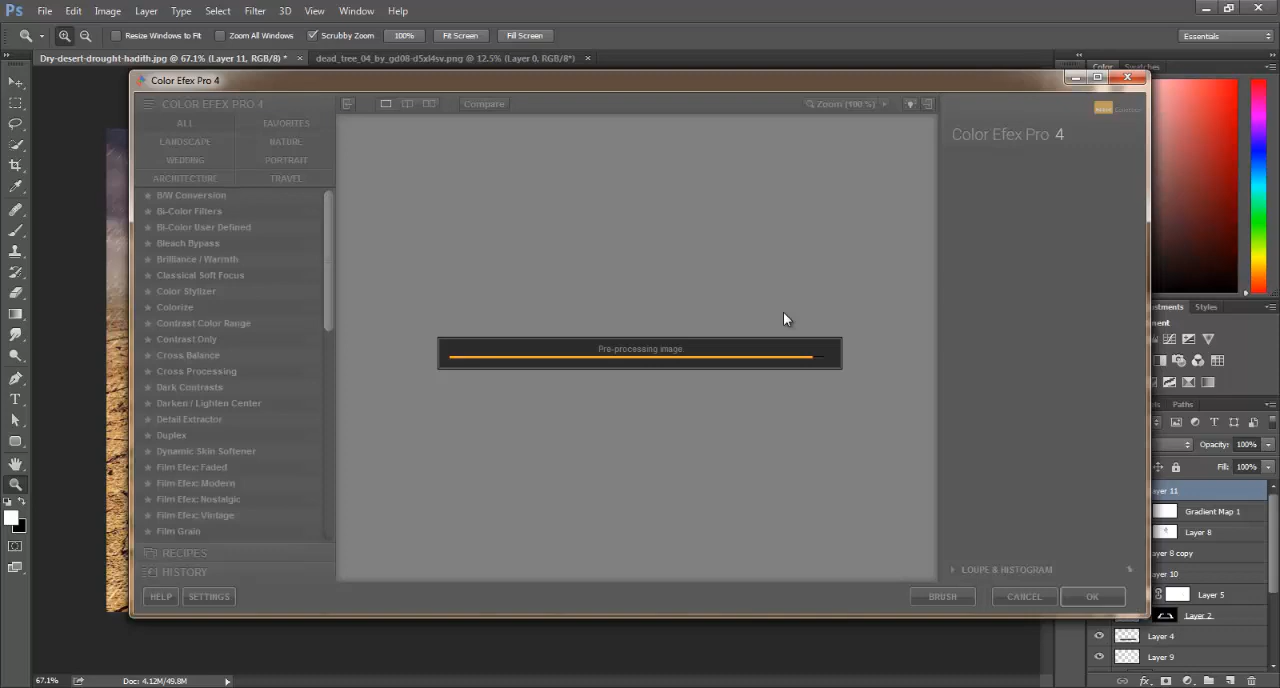 Ps File Edit Image Layer Type Select Filter 3D View Window Help
Resize Windows to Fit Zoom All Windows Scrubby Zoom 100% Fit Screen Fill Screen Essentials
Dry-desert-drought-hadith.jpg @ 67.1% (Layer 11, RGB/8) * × dead_tree_04_by_gd08-d5xl4sv.png @ 12.5% (Layer 0, RGB/8*) ×
Color Swatches
Color Efex Pro 4
COLOR EFEX PRO 4 Compare Zoom (100 %)
ALL FAVORITES
LANDSCAPE NATURE
WEDDING PORTRAIT
ARCHITECTURE TRAVEL
Color Efex Pro 4
B/W Conversion
Bi-Color Filters
Bi-Color User Defined
Bleach Bypass
Brilliance / Warmth
Classical Soft Focus
Color Stylizer
Colorize
Contrast Color Range
Contrast Only
Cross Balance
Cross Processing
Dark Contrasts
Darken / Lighten Center
Detail Extractor
Duplex
Dynamic Skin Softener
Film Efex: Faded
Film Efex: Modern
Film Efex: Nostalgic
Film Efex: Vintage
Film Grain
RECIPES
HISTORY
HELP SETTINGS
Pre-processing image.
LOUPE & HISTOGRAM
BRUSH CANCEL OK
Styles
Paths
Opacity: 100%
Fill: 100%
ayer 11
Gradient Map 1
Layer 8
ayer 8 copy
ayer 10
Layer 5
Layer 2
Layer 4
Layer 9
67.1% Doc: 4.12M/49.8M